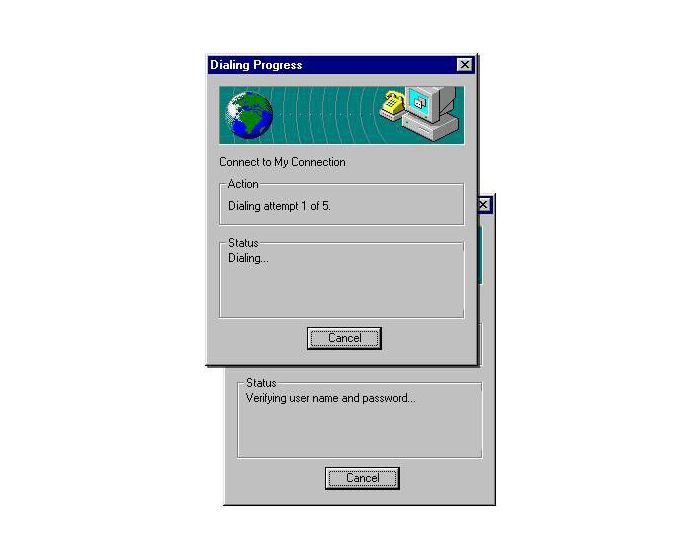 Dialing Progress
Connect to My Connection
Action
Dialing attempt 1 of 5.
Status
Dialing...
Cancel
Status
Verifying user name and password...
Cancel